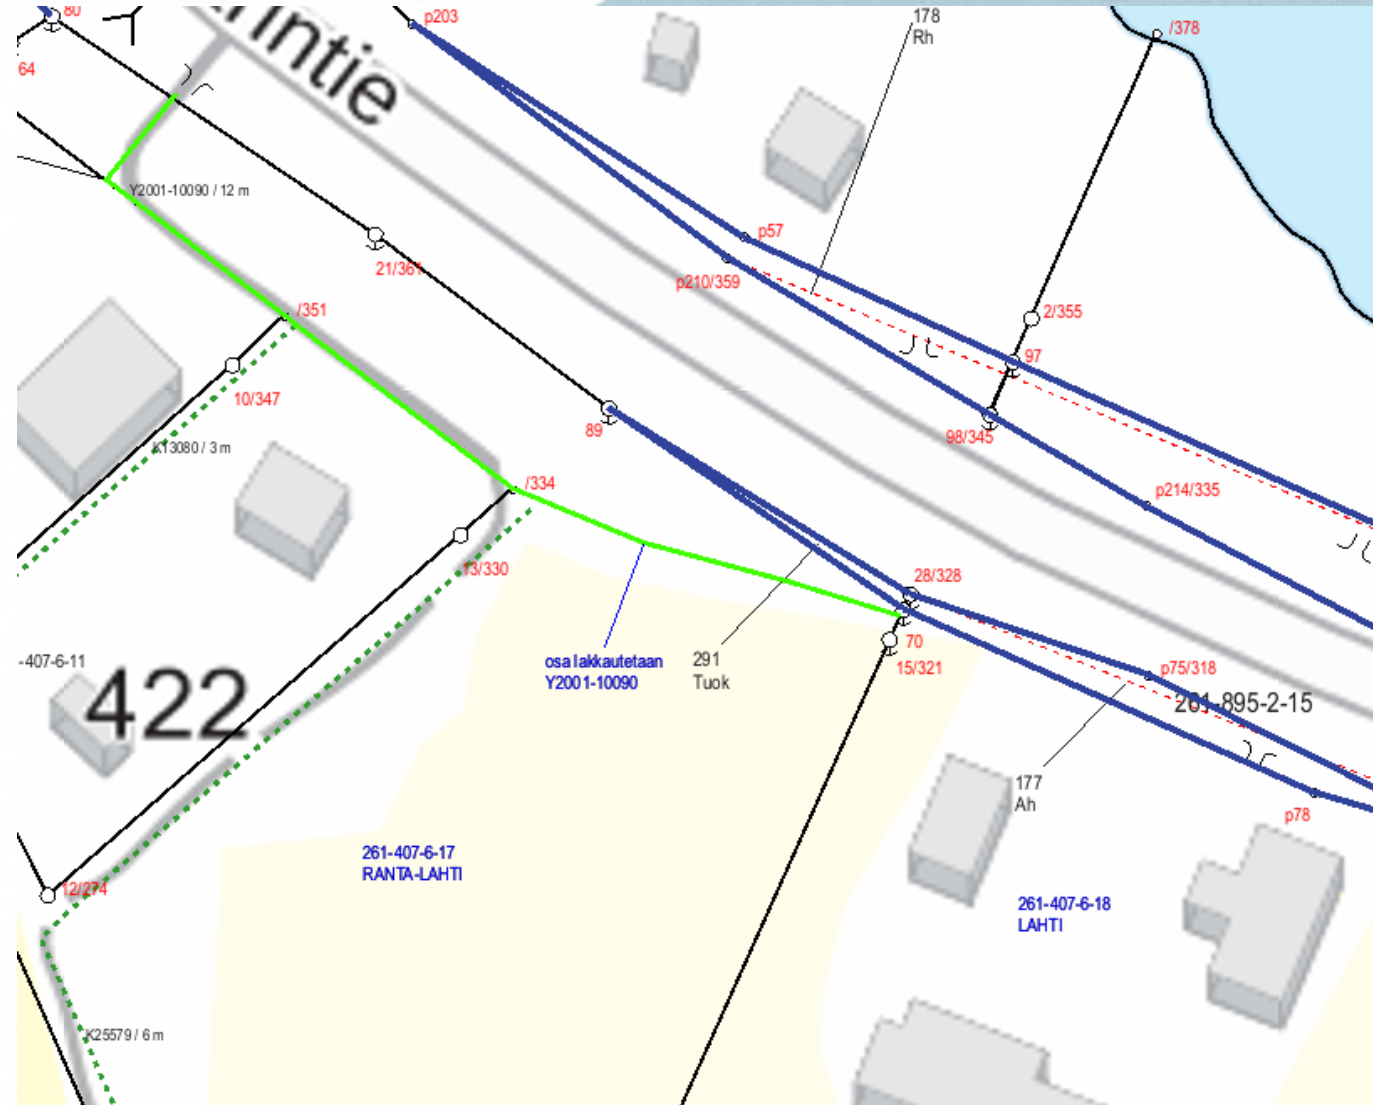 80
p203
178
Rh
/378
64
intie
Y2001-10090 / 12 m
p57
21/361
p210/359
/351
2/355
97
10/347
89
98/345
K13080 / 3 m
/334
p214/335
13/330
28/328
70
15/321
osa lakkautetaan
Y2001-10090
291
Tuok
-407-6-11
422
p75/318
261-895-2-15
177
Ah
p78
261-407-6-17
RANTA-LAHTI
12/274
261-407-6-18
LAHTI
K25579 / 6 m